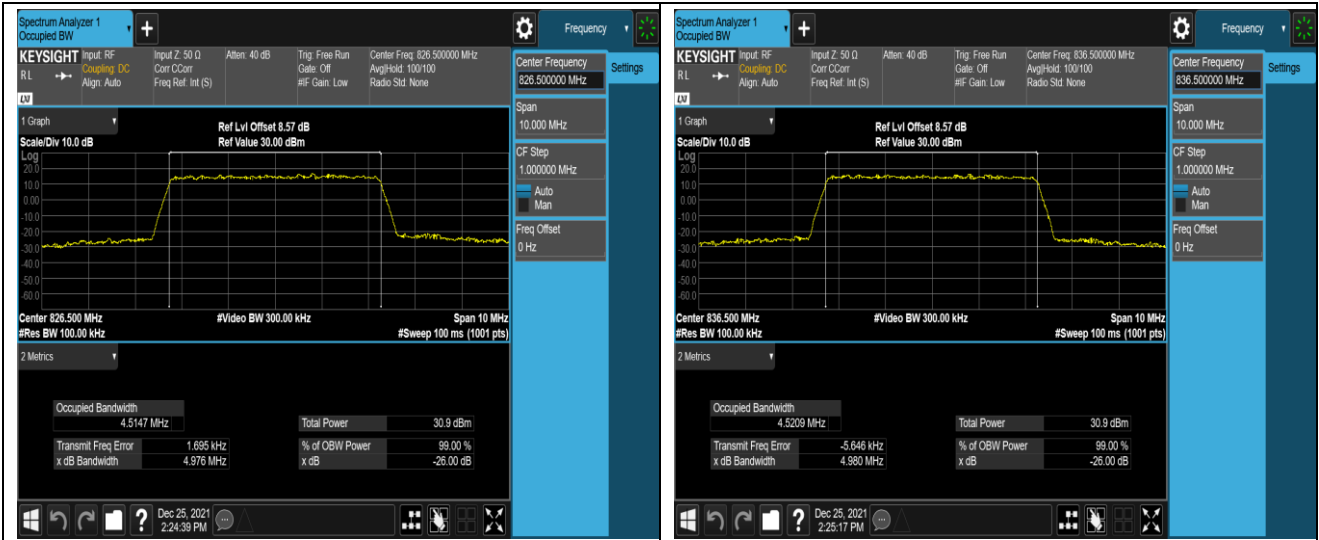 Spectrum Analyzer 1
Occupied BW
+
Frequency
KEYSIGHT Input: RF Input Z: 50 Ω Atten: 40 dB Trig: Free Run Center Freq: 826.500000 MHz
Coupling: DC Corr CCorr Gate: Off Avg|Hold: 100/100
RL Align: Auto Freq Ref: Int (S) #IF Gain: Low Radio Std: None
LXI
Center Frequency
826.500000 MHz
Settings
Span
10.000 MHz
CF Step
1.000000 MHz
Auto
Man
Freq Offset
0 Hz
1 Graph
Ref Lvl Offset 8.57 dB
Scale/Div 10.0 dB Ref Value 30.00 dBm
Log
20.0
10.0
0.00
-10.0
-20.0
-30.0
-40.0
-50.0
-60.0
Center 826.500 MHz #Video BW 300.00 kHz Span 10 MHz
#Res BW 100.00 kHz #Sweep 100 ms (1001 pts)
2 Metrics
Occupied Bandwidth
4.5147 MHz Total Power 30.9 dBm
Transmit Freq Error 1.695 kHz % of OBW Power 99.00 %
x dB Bandwidth 4.976 MHz x dB -26.00 dB
? Dec 25, 2021
2:24:39 PM
Spectrum Analyzer 1
Occupied BW
+
Frequency
KEYSIGHT Input: RF Input Z: 50 Ω Atten: 40 dB Trig: Free Run Center Freq: 836.500000 MHz
Coupling: DC Corr CCorr Gate: Off Avg|Hold: 100/100
RL Align: Auto Freq Ref: Int (S) #IF Gain: Low Radio Std: None
LXI
Center Frequency
836.500000 MHz
Settings
Span
10.000 MHz
CF Step
1.000000 MHz
Auto
Man
Freq Offset
0 Hz
1 Graph
Ref Lvl Offset 8.57 dB
Scale/Div 10.0 dB Ref Value 30.00 dBm
Log
20.0
10.0
0.00
-10.0
-20.0
-30.0
-40.0
-50.0
-60.0
Center 836.500 MHz #Video BW 300.00 kHz Span 10 MHz
#Res BW 100.00 kHz #Sweep 100 ms (1001 pts)
2 Metrics
Occupied Bandwidth
4.5209 MHz Total Power 30.9 dBm
Transmit Freq Error -5.646 kHz % of OBW Power 99.00 %
x dB Bandwidth 4.980 MHz x dB -26.00 dB
? Dec 25, 2021
2:25:17 PM